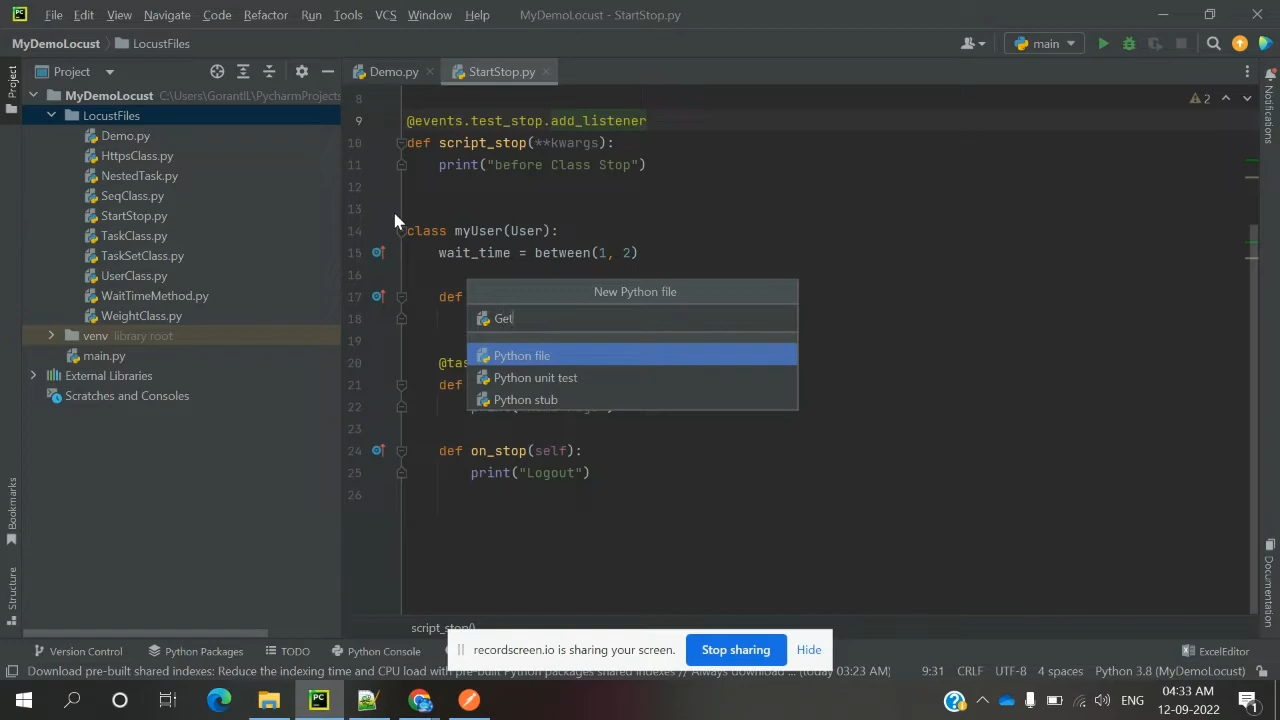 PC File Edit View Navigate Code Refactor Run Tools VCS Window Help MyDemoLocust - StartStop.py
MyDemoLocust LocustFiles main
Project Project Demo.py StartStop.py
MyDemoLocust C:\Users\GorantlL\PycharmProjects
LocustFiles
Demo.py
HttpsClass.py
NestedTask.py
SeqClass.py
StartStop.py
TaskClass.py
TaskSetClass.py
UserClass.py
WaitTimeMethod.py
WeightClass.py
venv library root
main.py
External Libraries
Scratches and Consoles
Bookmarks
Structure
8
2
9 @events.test_stop.add_listener
10 def script_stop(**kwargs):
11 print("before Class Stop")
12
13
14 class myUser(User):
15 wait_time = between(1, 2)
16
17 def
18
19
20 @tas
21 def
22
23
24 def on_stop(self):
25 print("Logout")
26
New Python file
Get
Python file
Python unit test
Python stub
Notifications
Documentation
script_stop()
recordscreen.io is sharing your screen. Stop sharing Hide
Version Control Python Packages TODO Python Console ExcelEditor
Download pre-built shared indexes: Reduce the indexing time and CPU load with pre-built Python packages shared indexes // Always download ... (today 03:23 AM) 9:31 CRLF UTF-8 4 spaces Python 3.8 (MyDemoLocust)
PC ENG 04:33 AM
12-09-2022
1